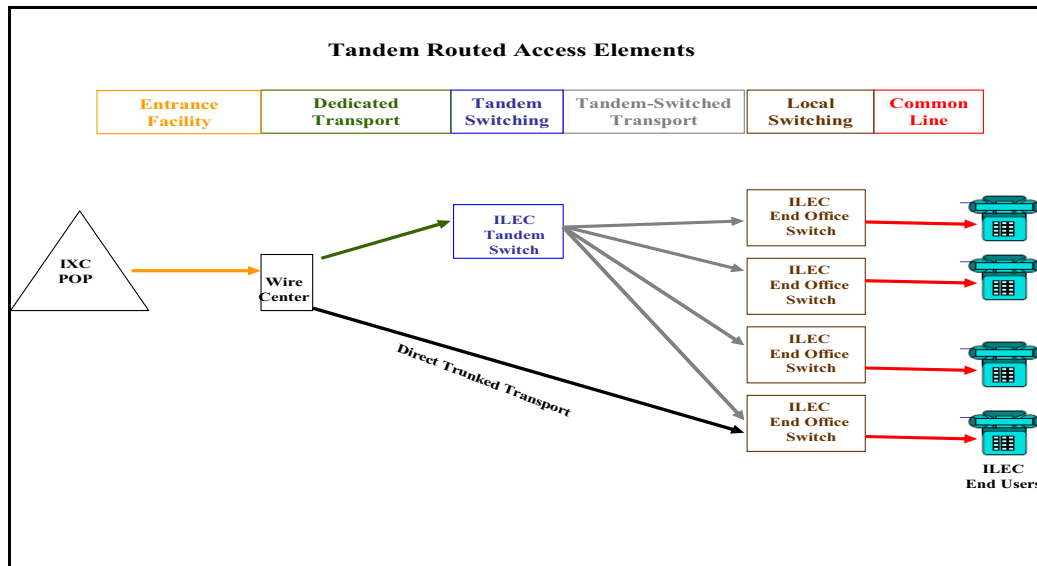 Tandem Routed Access Elements
Entrance
Facility
Dedicated
Transport
Tandem
Switching
Tandem-Switched
Transport
Local
Switching
Common
Line
IXC
POP
Wire
Center
ILEC
Tandem
Switch
Direct Trunked Transport
ILEC
End Office
Switch
ILEC
End Office
Switch
ILEC
End Office
Switch
ILEC
End Office
Switch
ILEC
End Users